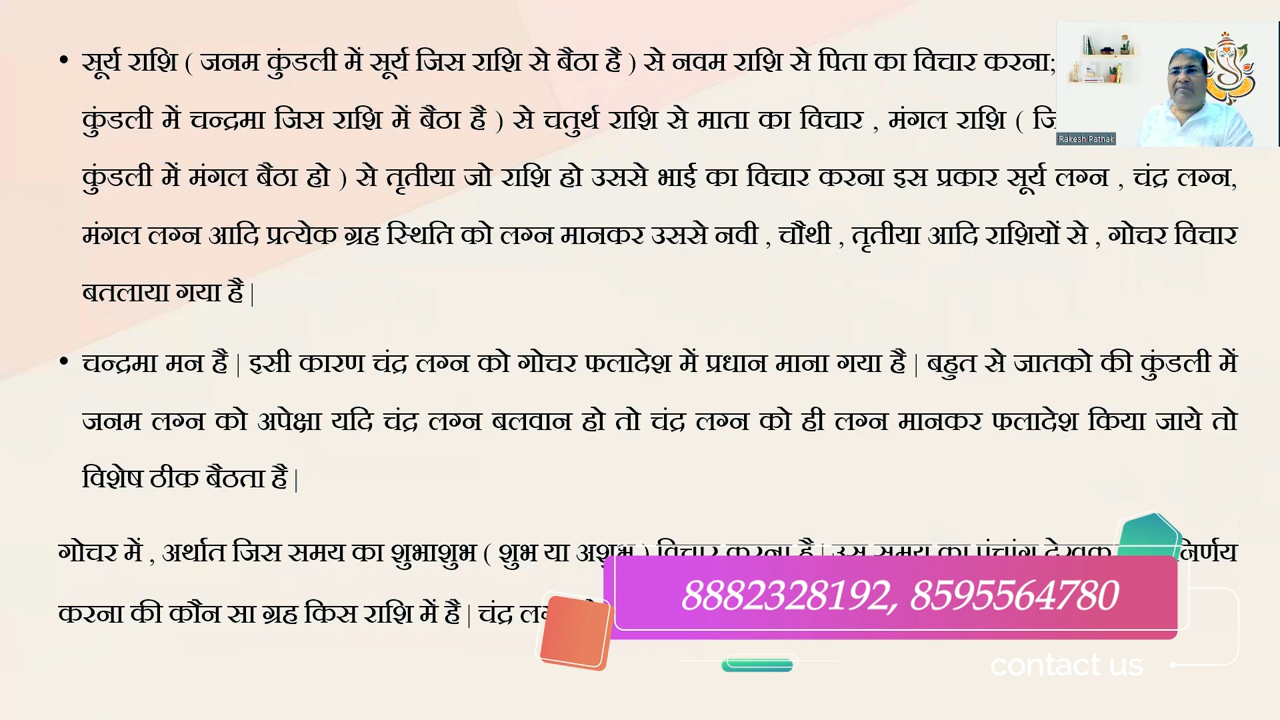 • सूर्य राशि ( जनम कुंडली में सूर्य जिस राशि से बैठा है ) से नवम राशि से पिता का विचार करना;
कुंडली में चन्द्रमा जिस राशि में बैठा है ) से चतुर्थ राशि से माता का विचार , मंगल राशि (
कुंडली में मंगल बैठा हो ) से तृतीया जो राशि हो उससे भाई का विचार करना इस प्रकार सूर्य लग्न , चंद्र लग्न,
मंगल लग्न आदि प्रत्येक ग्रह स्थिति को लग्न मानकर उससे नवी , चौथी , तृतीया आदि राशियों से , गोचर विचार
बतलाया गया है |
• चन्द्रमा मन है | इसी कारण चंद्र लग्न को गोचर फलादेश में प्रधान माना गया है | बहुत से जातको की कुंडली में
जनम लग्न को अपेक्षा यदि चंद्र लग्न बलवान हो तो चंद्र लग्न को ही लग्न मानकर फलादेश किया जाये तो
विशेष ठीक बैठता है |
गोचर में , अर्थात जिस समय का शुभाशुभ ( शुभ या अशुभ ) विचार करना है | उस समय का पंचांग निर्णय
करना की कौन सा ग्रह किस राशि में है | चंद्र
Rakesh Pathak
8882328192, 8595564780
contact us